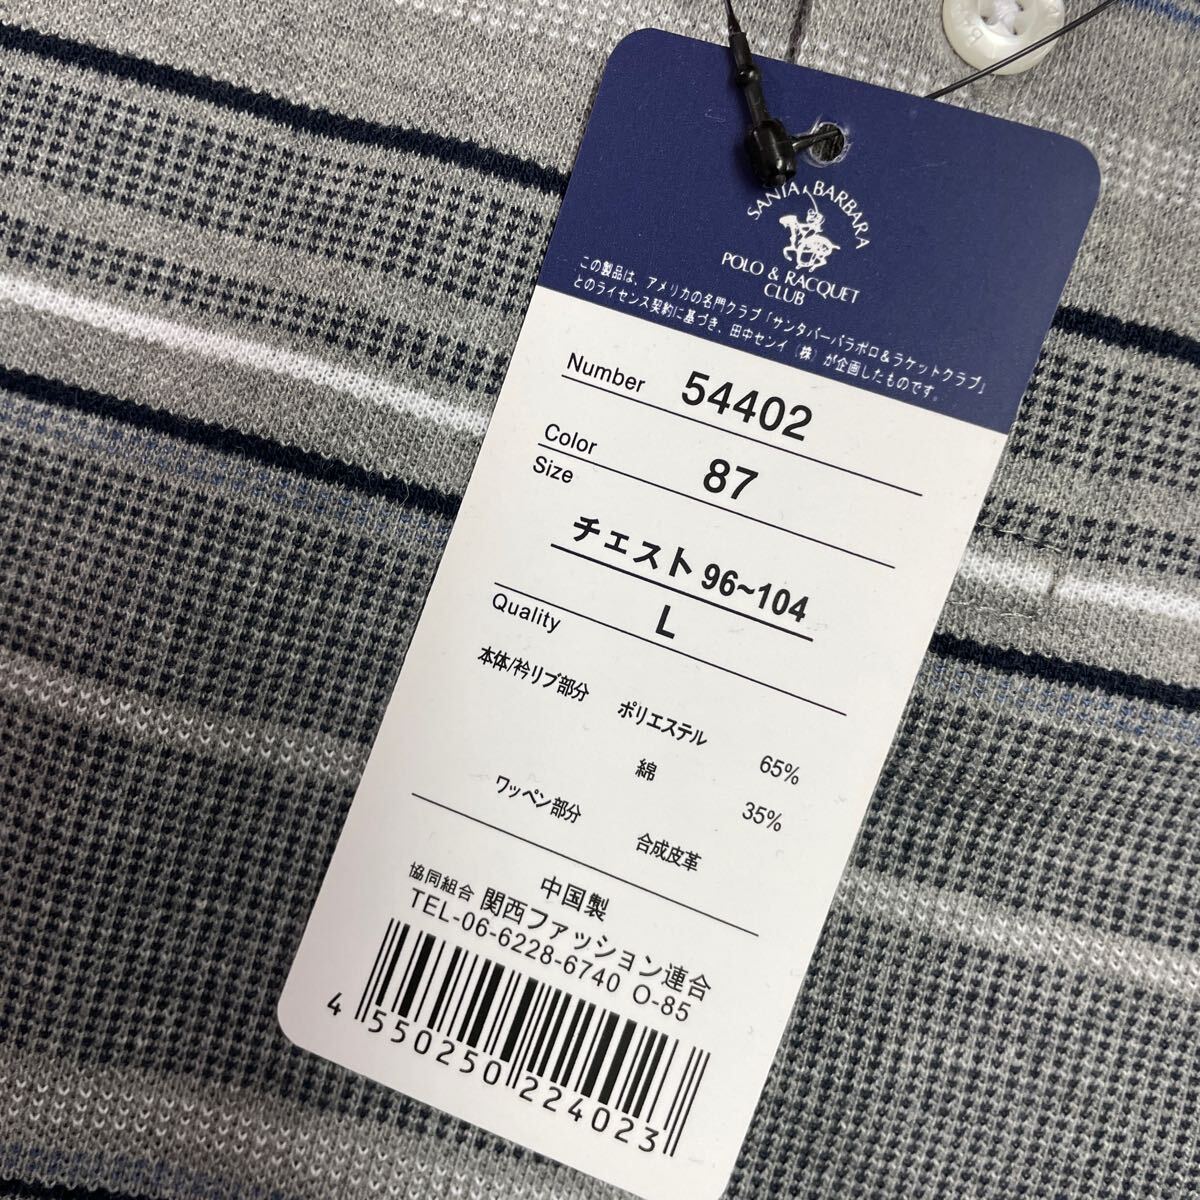 SANTA BARBARA
POLO & RACQUET
CLUB
この製品は、アメリカの名門クラブ「サンタバーバラポロ&ラケットクラブ」
とのライセンス契約に基づき、田中センイ(株)が企画したものです。
Number 54402
Color 87
Size
チェスト 96~104
L
Quality
本体/衿リブ部分
ポリエステル 65%
綿 35%
ワッペン部分
合成皮革
中国製
協同組合 関西ファッション連合
TEL-06-6228-6740 O-85
4 550250 224023